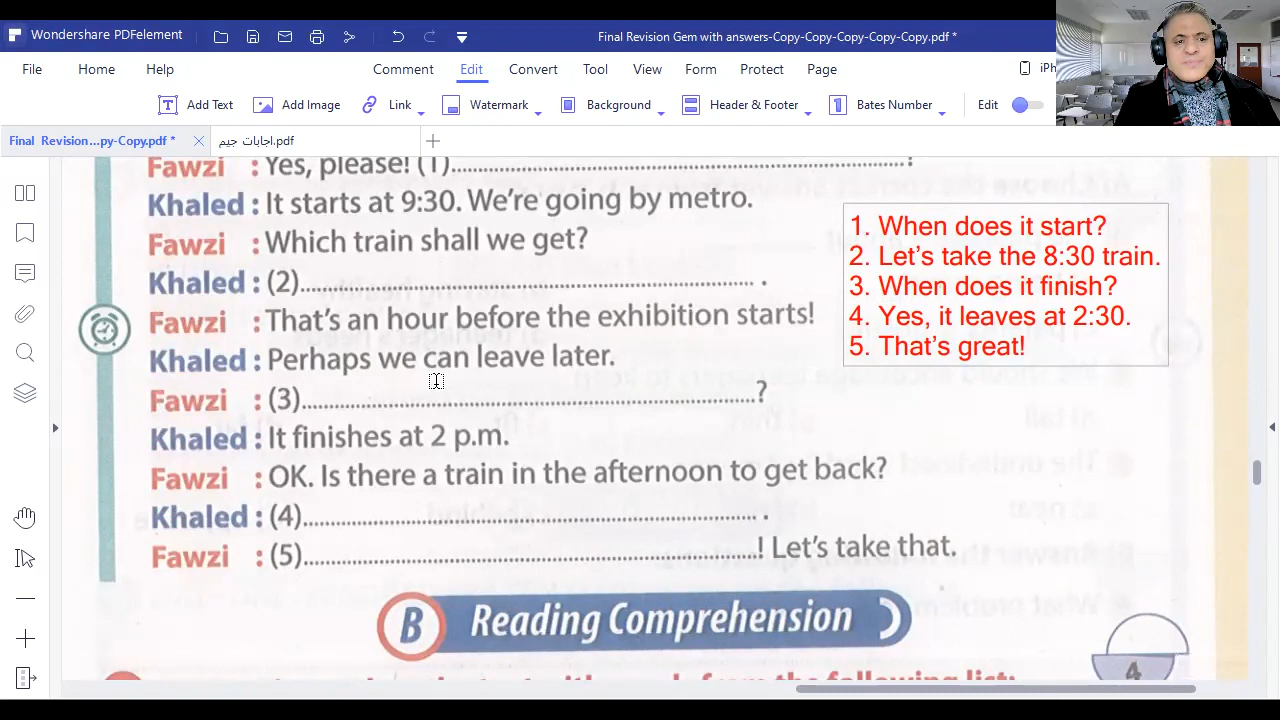 Wondershare PDFelement
Final Revision Gem with answers-Copy-Copy-Copy-Copy-Copy.pdf *
File Home Help Comment Edit Convert Tool View Form Protect Page
Add Text Add Image Link Watermark Background Header & Footer Bates Number Edit
Final Revision...py-Copy.pdf *
اجابات جيم.pdf
Fawzi : Yes, please! (1)..........?
Khaled : It starts at 9:30. We're going by metro.
Fawzi : Which train shall we get?
Khaled : (2)..........
Fawzi : That's an hour before the exhibition starts!
Khaled : Perhaps we can leave later.
Fawzi : (3)..........?
Khaled : It finishes at 2 p.m.
Fawzi : OK. Is there a train in the afternoon to get back?
Khaled : (4)..........
Fawzi : (5)..........! Let's take that.
1. When does it start?
2. Let's take the 8:30 train.
3. When does it finish?
4. Yes, it leaves at 2:30.
5. That's great!
B Reading Comprehension
4
from the following list: